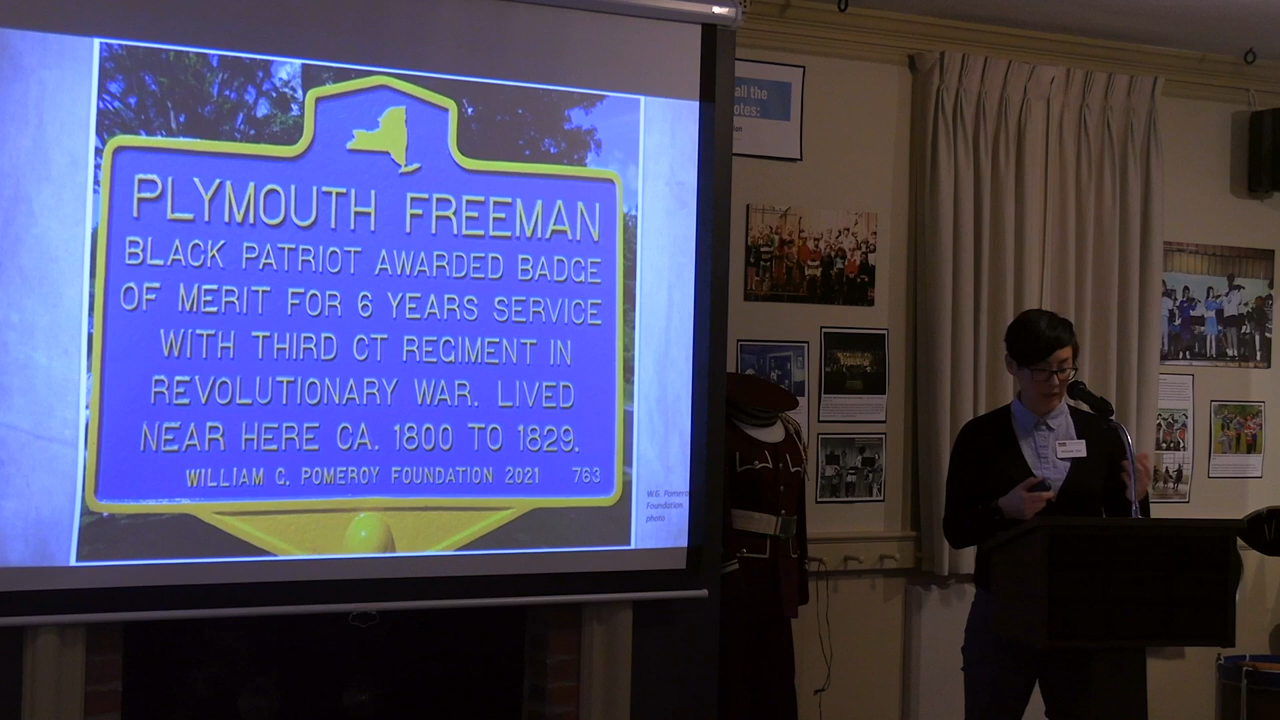 PLYMOUTH FREEMAN
BLACK PATRIOT AWARDED BADGE
OF MERIT FOR 6 YEARS SERVICE
WITH THIRD CT REGIMENT IN
REVOLUTIONARY WAR. LIVED
NEAR HERE CA. 1800 TO 1829.
WILLIAM G. POMEROY FOUNDATION 2021 763
W.G. Pomero
Foundation
photo
all the
otes: